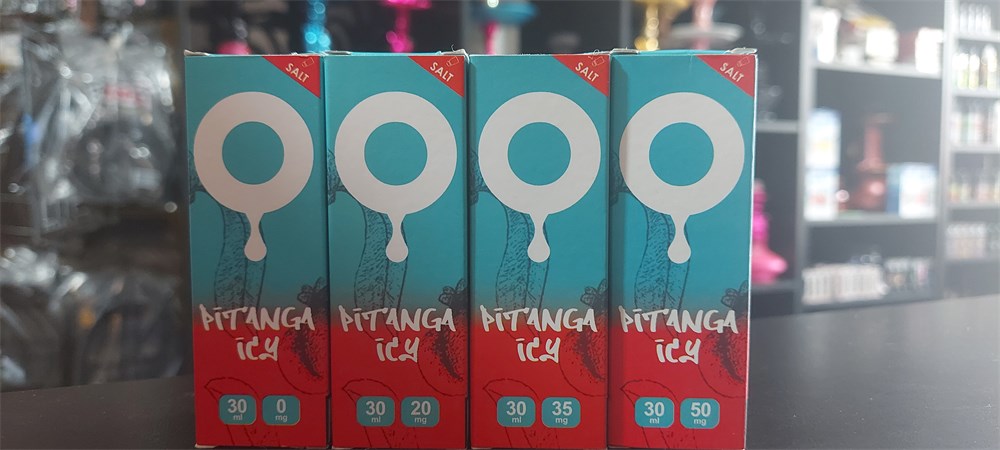 SALT
PITANGA
ICY
30 ml 0 mg
SALT
PITANGA
ICY
30 ml 20 mg
SALT
PITANGA
ICY
30 ml 35 mg
SALT
PITANGA
ICY
30 ml 50 mg